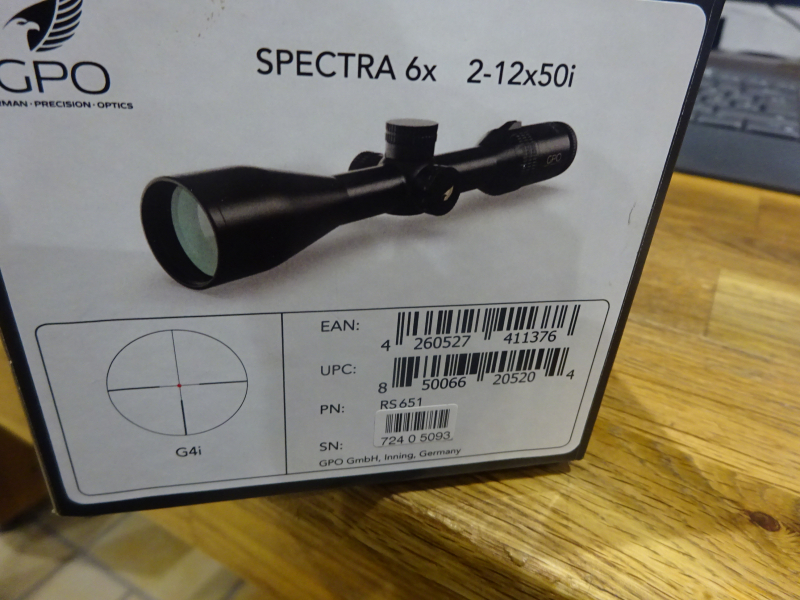 SPECTRA 6x 2-12x50i
GPO
RMAN · PRECISION · OPTICS
GPO
G4i
EAN:
4 260527 411376
UPC:
8 50066 20520 4
PN: RS651
SN: 724 0 5093
GPO GmbH, Inning, Germany